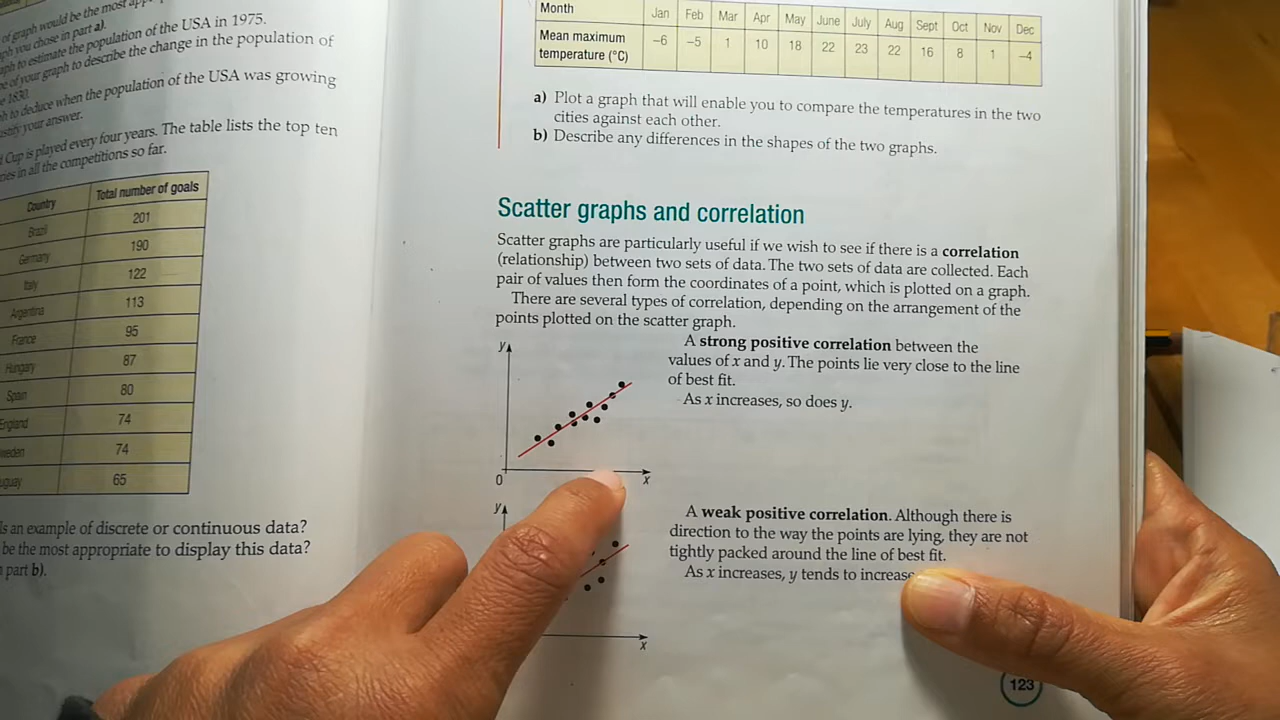 of graph would be the most
you chose in part a).
to estimate the population of the USA in 1975.
of your graph to describe the change in the population of
1830.
to deduce when the population of the USA was growing
your answer.
Cup is played every four years. The table lists the top ten
in all the competitions so far.
Country Total number of goals
Brazil 201
Germany 190
Italy 122
Argentina 113
France 95
Hungary 87
Spain 80
England 74
74
65
is an example of discrete or continuous data?
be the most appropriate to display this data?
part b).
Month Jan Feb Mar Apr May June July Aug Sept Oct Nov Dec
Mean maximum
temperature (°C) –6 –5 1 10 18 22 23 22 16 8 1 –4
a) Plot a graph that will enable you to compare the temperatures in the two
cities against each other.
b) Describe any differences in the shapes of the two graphs.
Scatter graphs and correlation
Scatter graphs are particularly useful if we wish to see if there is a correlation
(relationship) between two sets of data. The two sets of data are collected. Each
pair of values then form the coordinates of a point, which is plotted on a graph.
There are several types of correlation, depending on the arrangement of the
points plotted on the scatter graph.
y
0
x
A strong positive correlation between the
values of x and y. The points lie very close to the line
of best fit.
As x increases, so does y.
y
x
A weak positive correlation. Although there is
direction to the way the points are lying, they are not
tightly packed around the line of best fit.
As x increases, y tends to increase
123